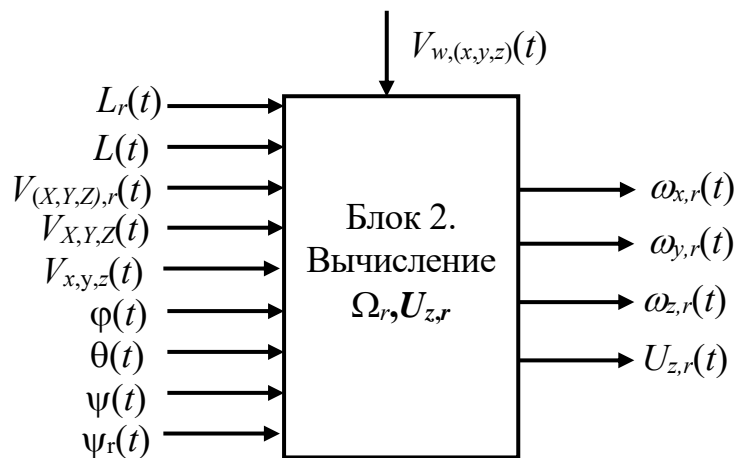 V_{w,(x,y,z)}(t)
L_r(t)
L(t)
V_{(X,Y,Z),r}(t)
V_{X,Y,Z}(t)
V_{x,y,z}(t)
φ(t)
θ(t)
ψ(t)
ψ_r(t)
Блок 2.
Вычисление
Ω_r,U_{z,r}
ω_{x,r}(t)
ω_{y,r}(t)
ω_{z,r}(t)
U_{z,r}(t)